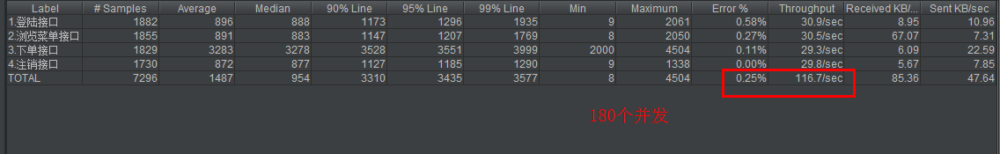 Label # Samples Average Median 90% Line 95% Line 99% Line Min Maximum Error % Throughput Received KB/... Sent KB/sec
1.登陆接口 1882 896 888 1173 1296 1935 9 2061 0.58% 30.9/sec 8.95 10.96
2.浏览菜单接口 1855 891 883 1147 1207 1769 8 2050 0.27% 30.5/sec 67.07 7.31
3.下单接口 1829 3283 3278 3528 3551 3999 2000 4504 0.11% 29.3/sec 6.09 22.59
4.注销接口 1730 872 877 1127 1185 1290 9 1338 0.00% 29.8/sec 5.67 7.85
TOTAL 7296 1487 954 3310 3435 3577 8 4504 0.25% 116.7/sec 85.36 47.64
180个并发